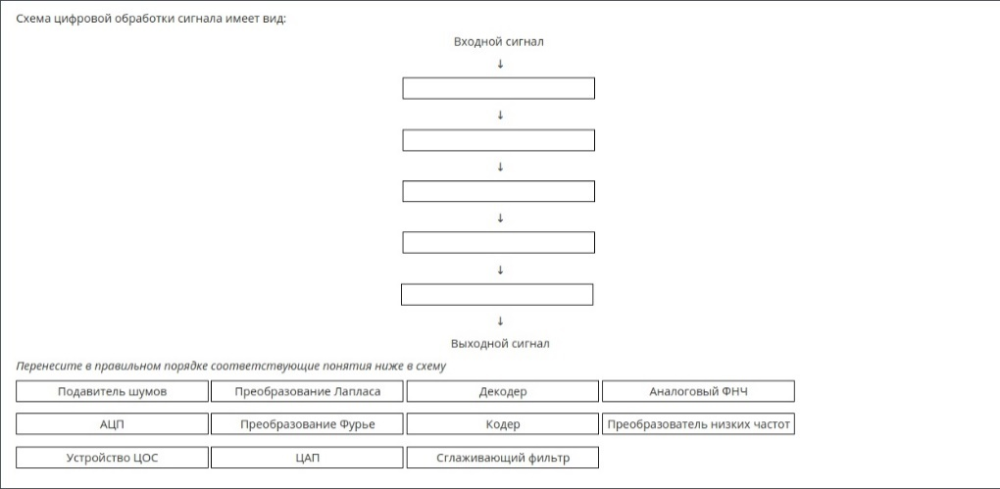 Схема цифровой обработки сигнала имеет вид:
Входной сигнал
↓
↓
↓
↓
↓
↓
Выходной сигнал
Перенесите в правильном порядке соответствующие понятия ниже в схему
Подавитель шумов Преобразование Лапласа Декодер Аналоговый ФНЧ
АЦП Преобразование Фурье Кодер Преобразователь низких частот
Устройство ЦОС ЦАП Сглаживающий фильтр